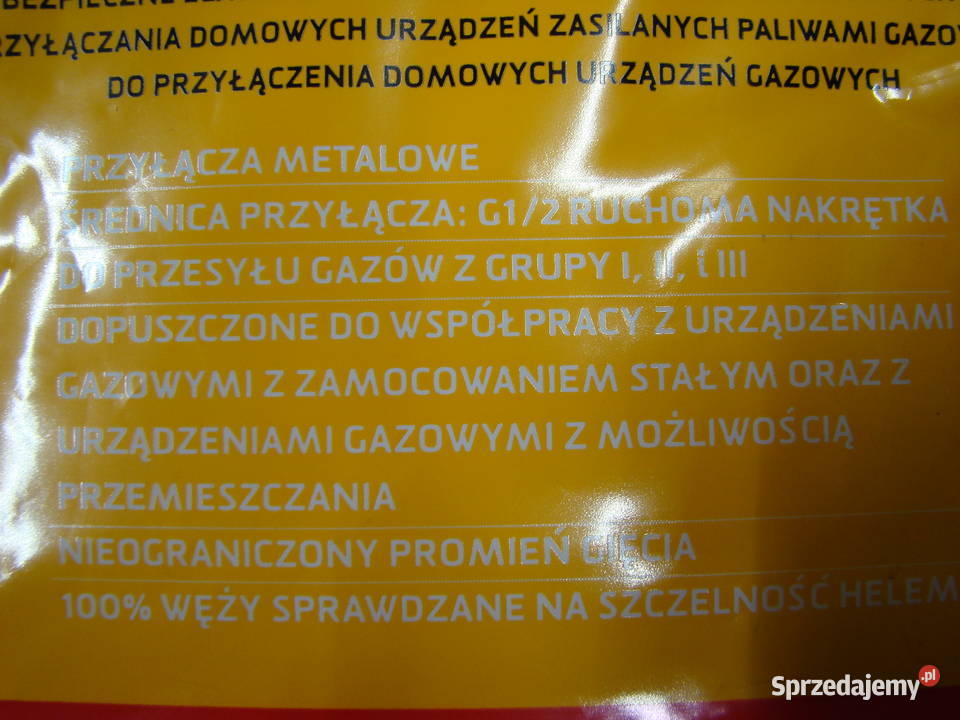 BEZPIECZNE
PRZYŁĄCZANIA DOMOWYCH URZĄDZEŃ ZASILANYCH PALIWAMI GAZO
DO PRZYŁĄCZENIA DOMOWYCH URZĄDZEŃ GAZOWYCH
PRZYŁĄCZA METALOWE
ŚREDNICA PRZYŁĄCZA: G1/2 RUCHOMA NAKRĘTKA
DO PRZESYŁU GAZÓW Z GRUPY I, II, i III
DOPUSZCZONE DO WSPÓŁPRACY Z URZĄDZENIAMI
GAZOWYMI Z ZAMOCOWANIEM STAŁYM ORAZ Z
URZĄDZENIAMI GAZOWYMI Z MOŻLIWOŚCIĄ
PRZEMIESZCZANIA
NIEOGRANICZONY PROMIEŃ GIĘCIA
100% WĘŻY SPRAWDZANE NA SZCZELNOŚĆ HELEM
Sprzedajemy.pl